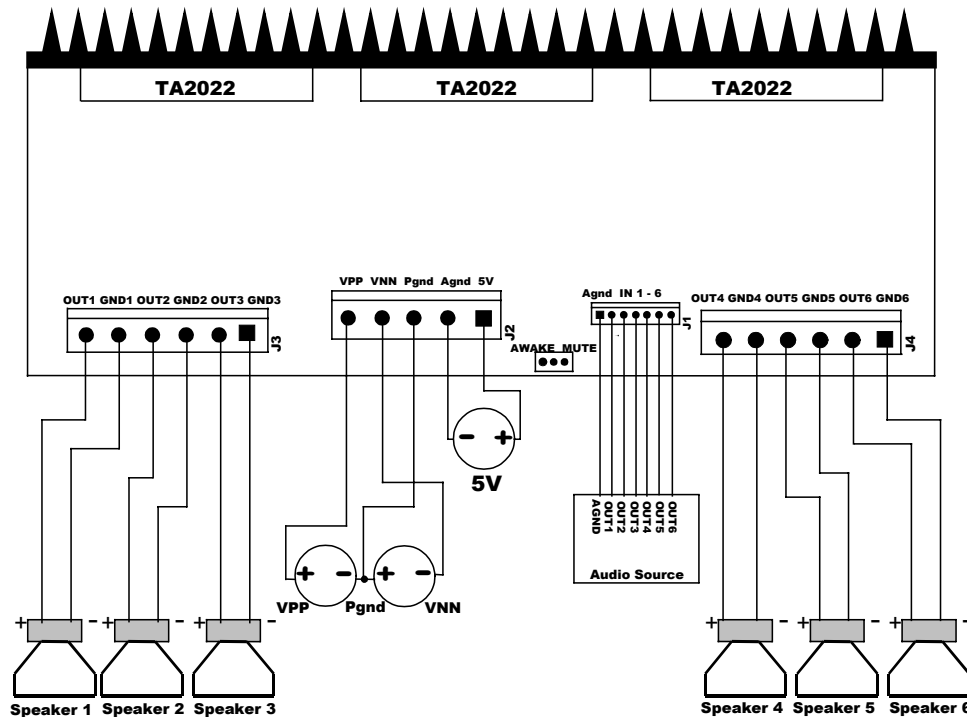 TA2022 TA2022 TA2022
VPP VNN Pgnd Agnd 5V
Agnd IN 1 - 6
OUT1 GND1 OUT2 GND2 OUT3 GND3
OUT4 GND4 OUT5 GND5 OUT6 GND6
J3
J2
J1
J4
AWAKE MUTE
- +
5V
AGND
OUT1
OUT2
OUT3
OUT4
OUT5
OUT6
Audio Source
+ - + -
VPP Pgnd VNN
+ - + - + - + - + - + -
Speaker 1 Speaker 2 Speaker 3 Speaker 4 Speaker 5 Speaker 6